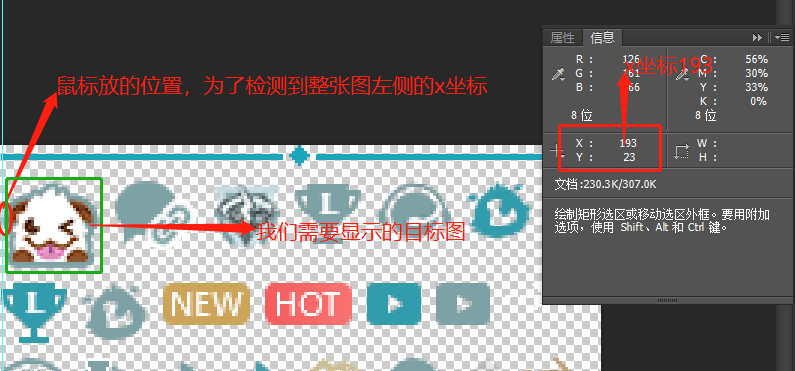 属性 信息
R: 126 C: 56%
G: 161 M: 30%
B: 166 Y: 33%
K: 0%
8 位 8 位
x坐标193
X: 193 W:
Y: 23 H:
文档:230.3K/307.0K
绘制矩形选区或移动选区外框。要用附加
选项，使用 Shift、Alt 和 Ctrl 键。
鼠标放的位置，为了检测到整张图左侧的x坐标
我们需要显示的目标图
L
L NEW HOT